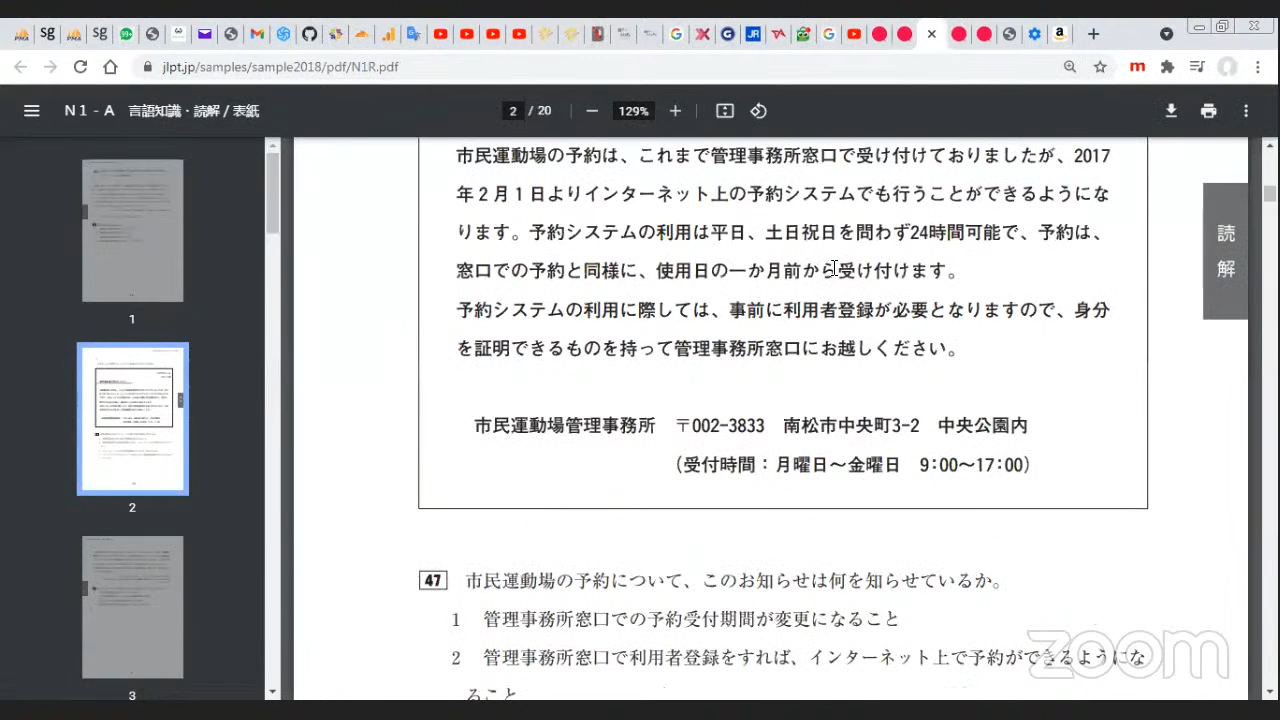 jlpt.jp/samples/sample2018/pdf/N1R.pdf
N1-A 言語知識・読解/表紙
2 / 20
129%
1
2
3
市民運動場の予約は、これまで管理事務所窓口で受け付けておりましたが、2017
年2月1日よりインターネット上の予約システムでも行うことができるようにな
ります。予約システムの利用は平日、土日祝日を問わず24時間可能で、予約は、
窓口での予約と同様に、使用日の一か月前から受け付けます。
予約システムの利用に際しては、事前に利用者登録が必要となりますので、身分
を証明できるものを持って管理事務所窓口にお越しください。
市民運動場管理事務所 〒002-3833 南松市中央町3-2 中央公園内
(受付時間：月曜日～金曜日 9:00～17:00)
読解
47 市民運動場の予約について、このお知らせは何を知らせているか。
1 管理事務所窓口での予約受付期間が変更になること
2 管理事務所窓口で利用者登録をすれば、インターネット上で予約ができるようにな
ること
zoom